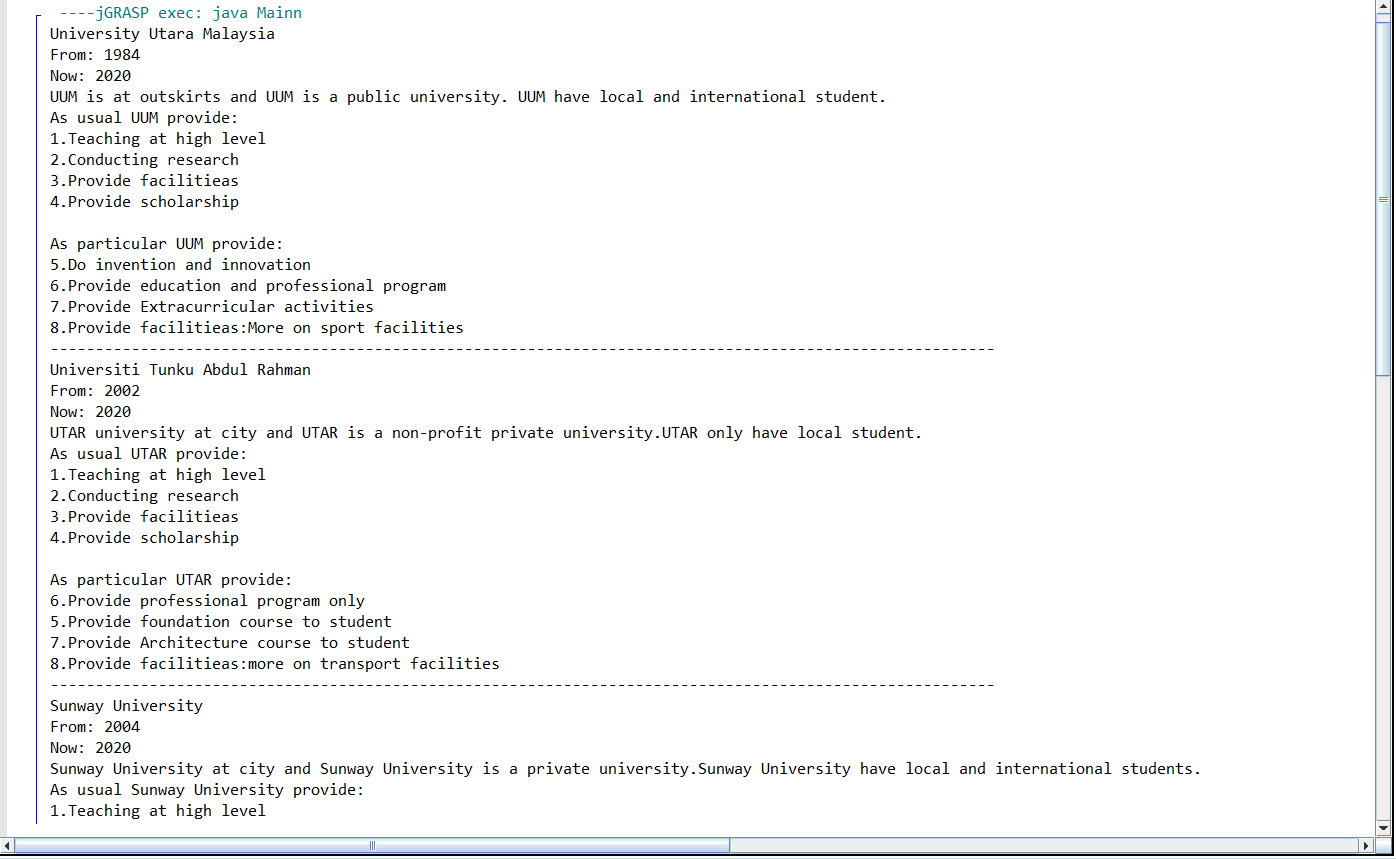 ----jGRASP exec: java Mainn
University Utara Malaysia
From: 1984
Now: 2020
UUM is at outskirts and UUM is a public university. UUM have local and international student.
As usual UUM provide:
1.Teaching at high level
2.Conducting research
3.Provide facilitieas
4.Provide scholarship

As particular UUM provide:
5.Do invention and innovation
6.Provide education and professional program
7.Provide Extracurricular activities
8.Provide facilitieas:More on sport facilities
---------------------------------------------------------------------------------------------------------
Universiti Tunku Abdul Rahman
From: 2002
Now: 2020
UTAR university at city and UTAR is a non-profit private university.UTAR only have local student.
As usual UTAR provide:
1.Teaching at high level
2.Conducting research
3.Provide facilitieas
4.Provide scholarship

As particular UTAR provide:
6.Provide professional program only
5.Provide foundation course to student
7.Provide Architecture course to student
8.Provide facilitieas:more on transport facilities
---------------------------------------------------------------------------------------------------------
Sunway University
From: 2004
Now: 2020
Sunway University at city and Sunway University is a private university.Sunway University have local and international students.
As usual Sunway University provide:
1.Teaching at high level